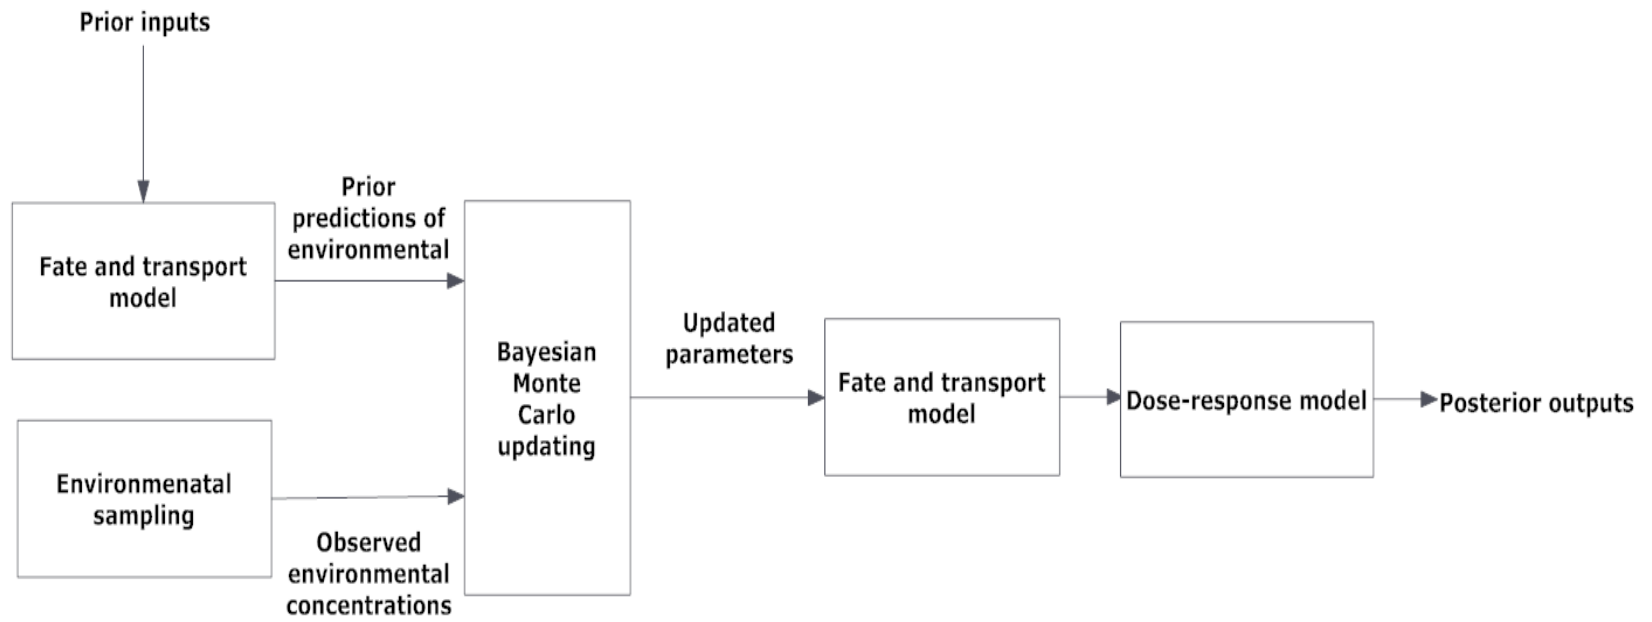 Prior inputs
Prior
predictions of
environmental
Fate and transport
model
Environmenatal
sampling
Observed
environmental
concentrations
Bayesian
Monte
Carlo
updating
Updated
parameters
Fate and transport
model
Dose-response model
Posterior outputs